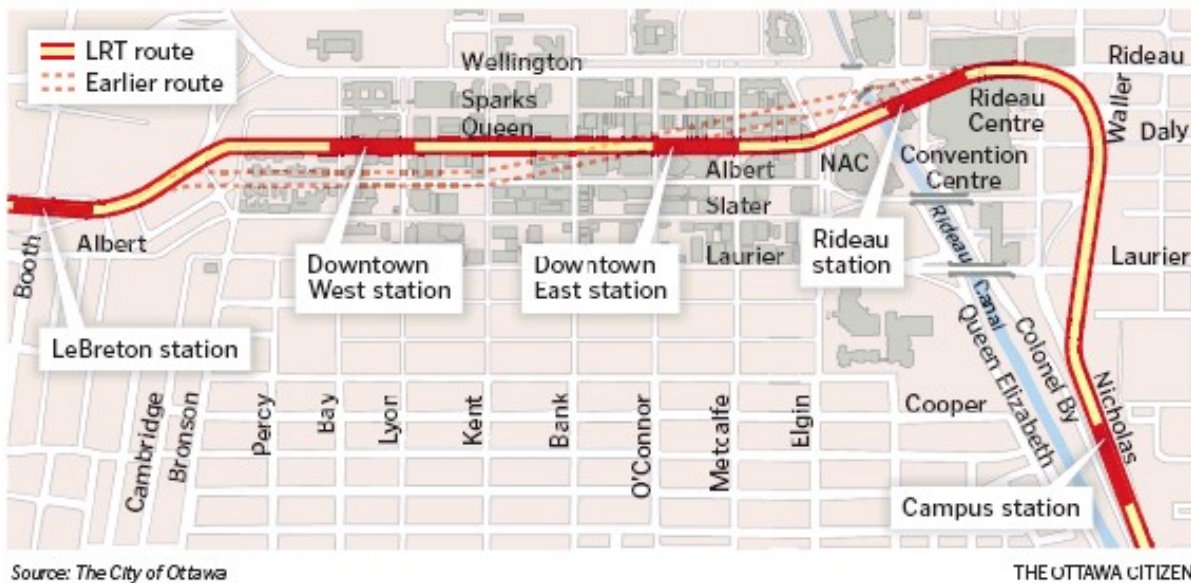 LRT route
Earlier route
Wellington
Sparks
Queen
Albert
Slater
Laurier
NAC
Convention
Centre
Rideau
Centre
Rideau
Waller
Daly
Laurier
Rideau Canal
Booth
Albert
Downtown
West station
Downtown
East station
Rideau
station
LeBreton station
Cambridge
Bronson
Percy
Bay
Lyon
Kent
Bank
O'Connor
Metcalfe
Elgin
Cooper
Queen Elizabeth
Colonel By
Nicholas
Campus station
Source: The City of Ottawa
THE OTTAWA CITIZEN